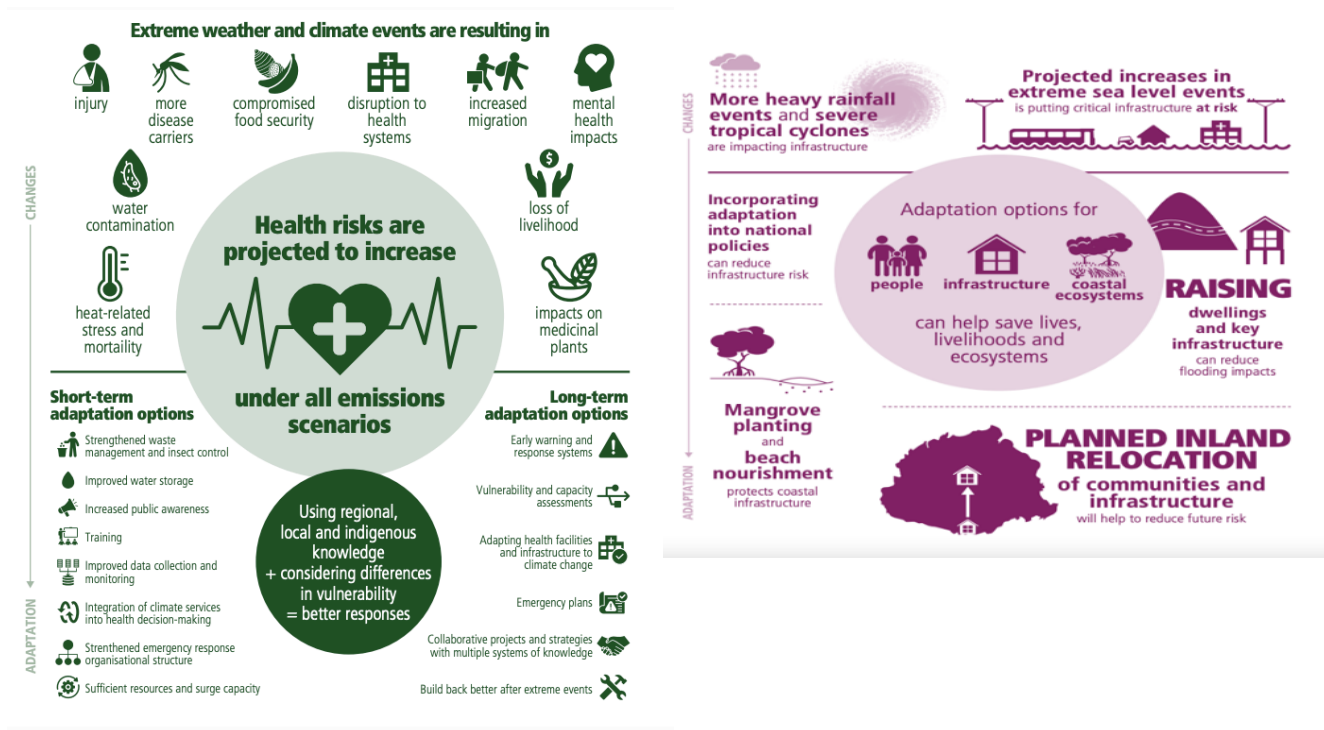 Extreme weather and climate events are resulting in
injury
more
disease
carriers
compromised
food security
disruption to
health
systems
increased
migration
mental
health
impacts
CHANGES
water
contamination
$
loss of
livelihood
heat-related
stress and
mortaility
impacts on
medicinal
plants
Health risks are
projected to increase
under all emissions
scenarios
Short-term
adaptation options
Strengthened waste
management and insect control
Improved water storage
Increased public awareness
Training
Improved data collection and
monitoring
Integration of climate services
into health decision-making
Strenthened emergency response
organisational structure
Sufficient resources and surge capacity
ADAPTATION
Using regional,
local and indigenous
knowledge
+ considering differences
in vulnerability
= better responses
Long-term
adaptation options
Early warning and
response systems
Vulnerability and capacity
assessments
Adapting health facilities
and infrastructure to
climate change
Emergency plans
Collaborative projects and strategies
with multiple systems of knowledge
Build back better after extreme events
CHANGES
More heavy rainfall
events and severe
tropical cyclones
are impacting infrastructure
Projected increases in
extreme sea level events
is putting critical infrastructure at risk
Incorporating
adaptation
into national
policies
can reduce
infrastructure risk
Adaptation options for
people
infrastructure
coastal
ecosystems
can help save lives,
livelihoods and
ecosystems
RAISING
dwellings
and key
infrastructure
can reduce
flooding impacts
Mangrove
planting
and
beach
nourishment
protects coastal
infrastructure
ADAPTATION
PLANNED INLAND
RELOCATION
of communities and
infrastructure
will help to reduce future risk